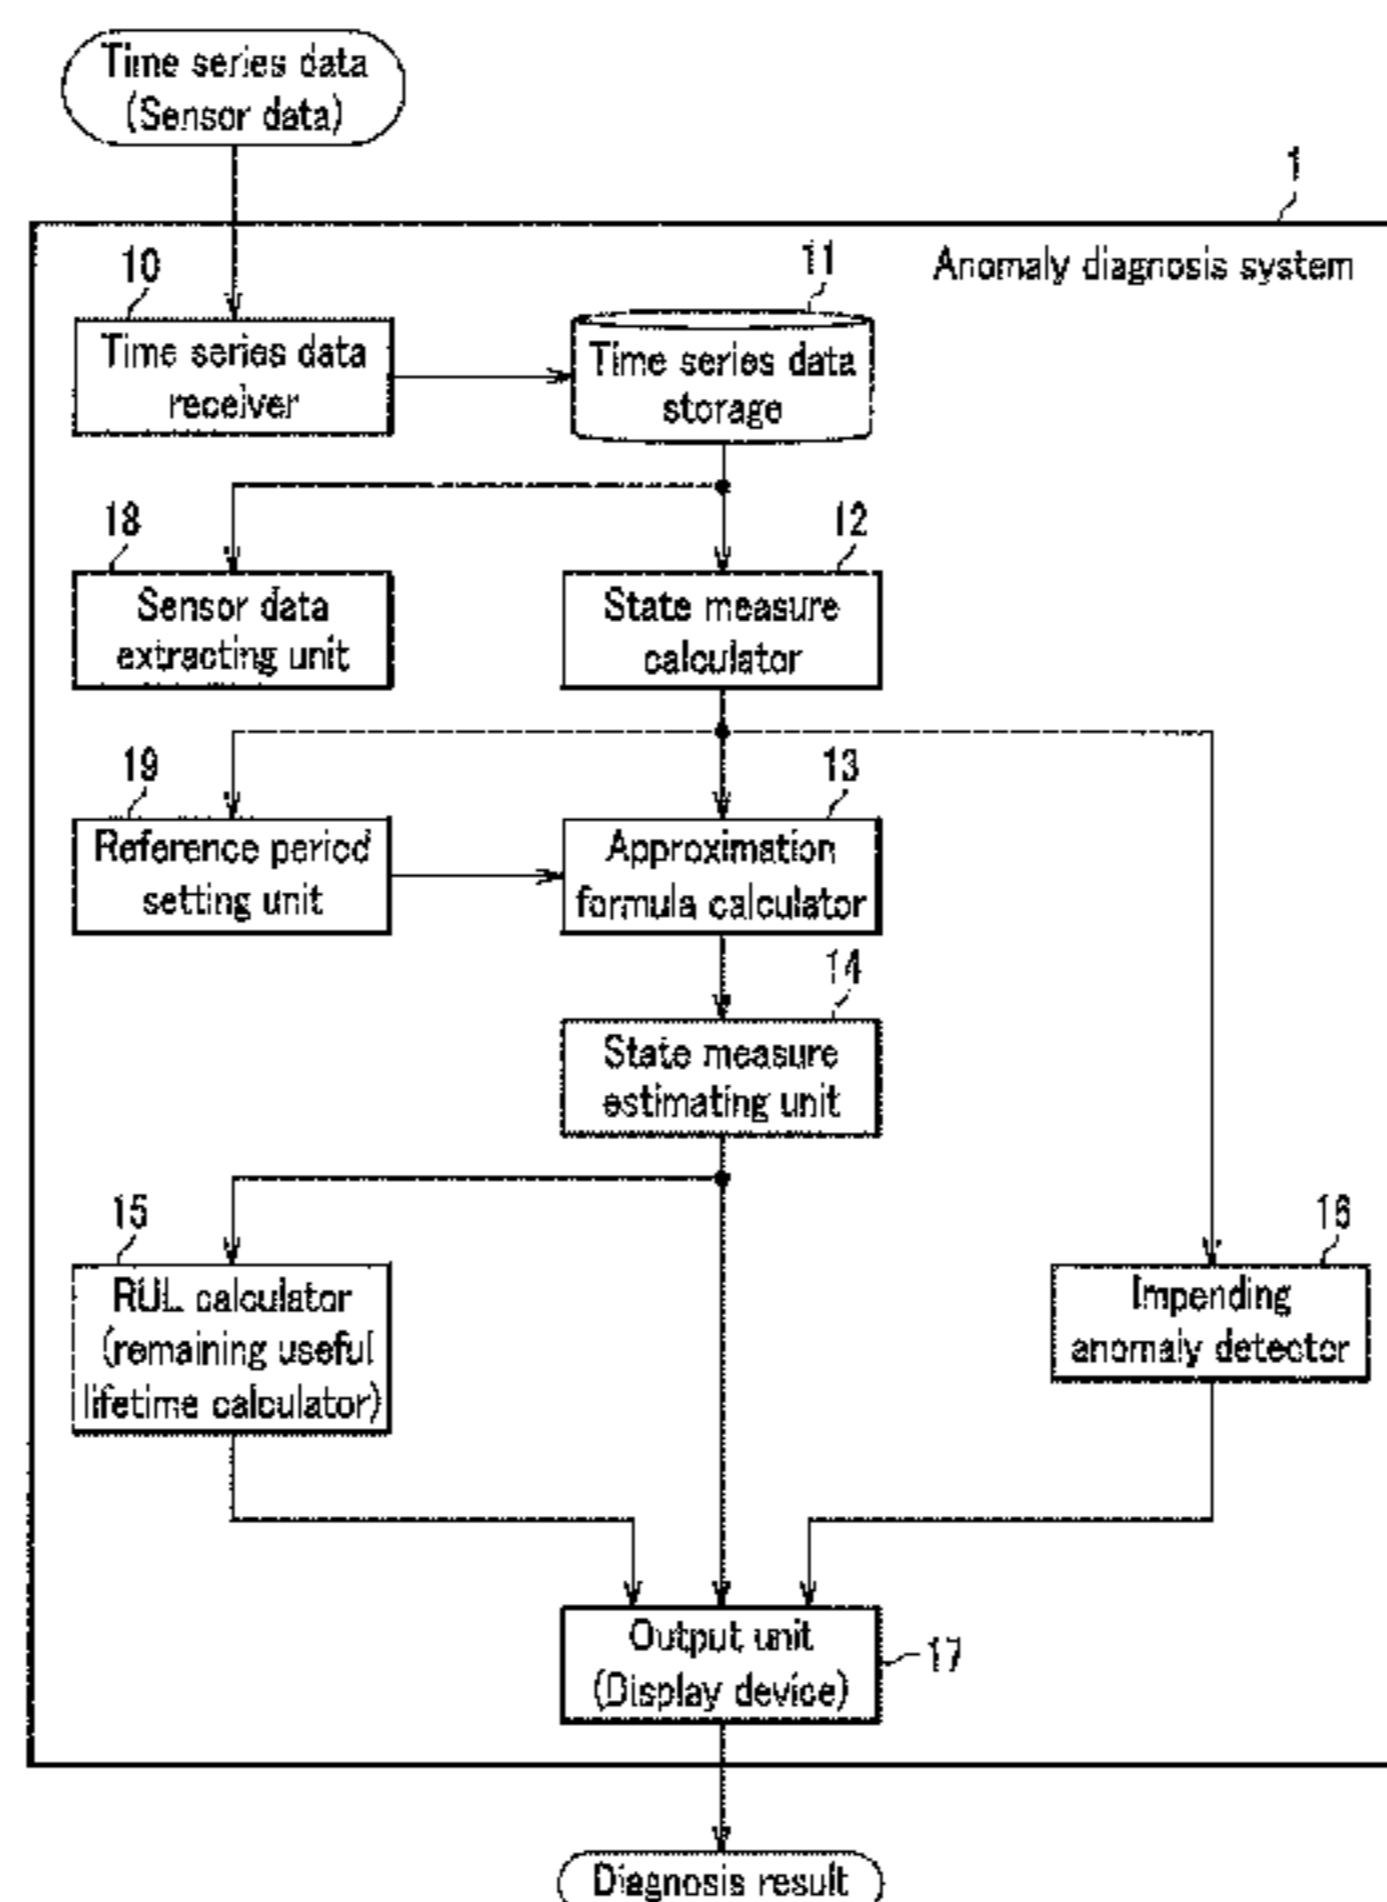 Time series data
(Sensor data)
1
Anomaly diagnosis system
10
Time series data
receiver
11
Time series data
storage
18
Sensor data
extracting unit
12
State measure
calculator
19
Reference period
setting unit
13
Approximation
formula calculator
14
State measure
estimating unit
15
RUL calculator
(remaining useful
lifetime calculator)
16
Impending
anomaly detector
Output unit
(Display device)
17
Diagnosis result